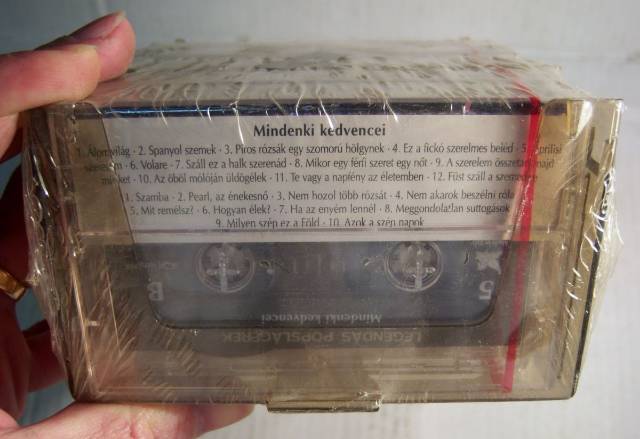 Mindenki kedvencei
1. Álomvilág · 2. Spanyol szemek · 3. Piros rózsák egy szomorú hölgynek · 4. Ez a fickó szerelmes beléd · 5. Áprilisi
· 6. Volare · 7. Száll ez a halk szerenád · 8. Mikor egy férfi szeret egy nőt · 9. A szerelem összetart majd
minket · 10. Az öböl mólóján üldögélek · 11. Te vagy a napfény az életemben · 12. Füst száll a szemembe
1. Szamba · 2. Pearl, az énekesnő · 3. Nem hozol több rózsát · 4. Nem akarok beszélni róla
5. Mit remélsz? · 6. Hogyan élek? · 7. Ha az enyém lennél · 8. Meggondolatlan suttogások
9. Milyen szép ez a Föld · 10. Azok a szép napok
B
5
Mindenki kedvencei
LEGENDÁS POPSLÁGEREK